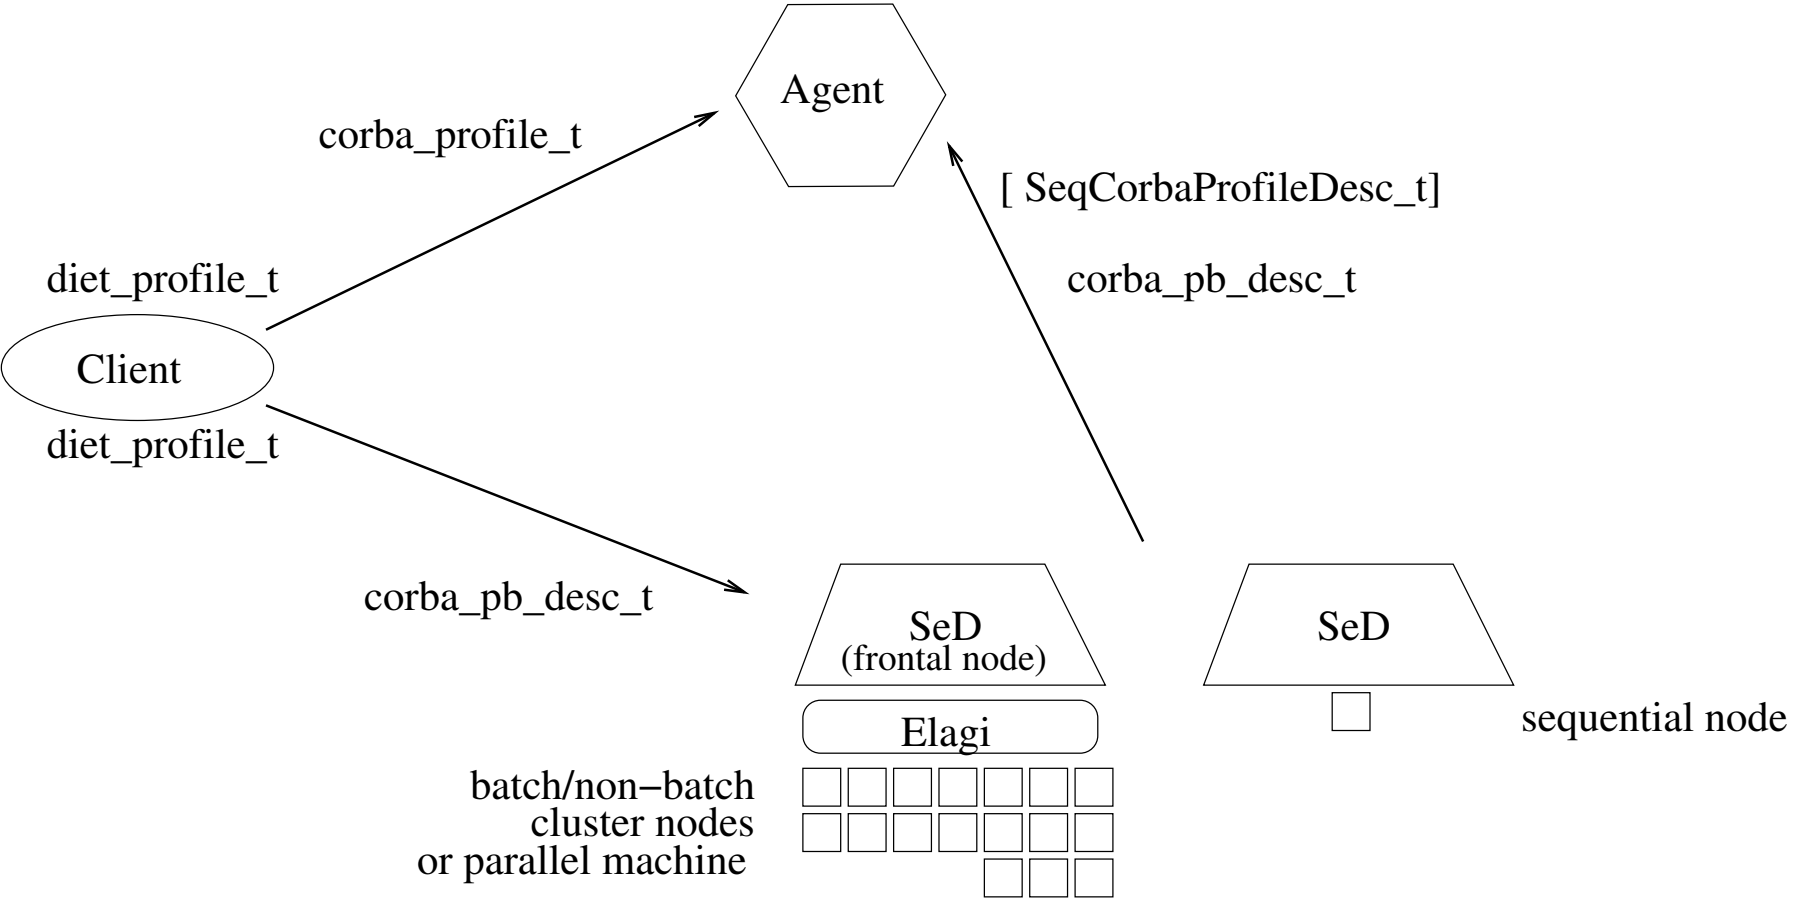 Agent
corba_profile_t
[ SeqCorbaProfileDesc_t]
diet_profile_t
corba_pb_desc_t
Client
diet_profile_t
corba_pb_desc_t
SeD
(frontal node)
SeD
Elagi
sequential node
batch/non−batch
cluster nodes
or parallel machine